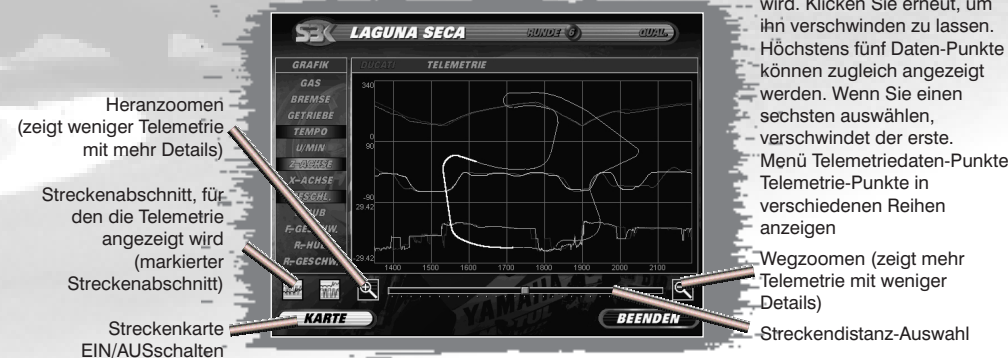 Heranzoomen
(zeigt weniger Telemetrie
mit mehr Details)
Streckenabschnitt, für
den die Telemetrie
angezeigt wird
(markierter
Streckenabschnitt)
Streckenkarte
EIN/AUSschalten
SBK
LAGUNA SECA
RUNDE 6
QUAL.
GRAFIK
DUCATI
TELEMETRIE
GAS
BREMSE
GETRIEBE
TEMPO
U/MIN
Z-ACHSE
X-ACHSE
R-GESCHW.
340
0
90
-90
29.42
-29.42
1400 1500 1600 1700 1800 1900 2000 2100
YAMAHA
KARTE
BEENDEN
wird. Klicken Sie erneut, um
ihn verschwinden zu lassen.
Höchstens fünf Daten-Punkte
können zugleich angezeigt
werden. Wenn Sie einen
sechsten auswählen,
verschwindet der erste.
Menü Telemetriedaten-Punkte
Telemetrie-Punkte in
verschiedenen Reihen
anzeigen
Wegzoomen (zeigt mehr
Telemetrie mit weniger
Details)
Streckendistanz-Auswahl